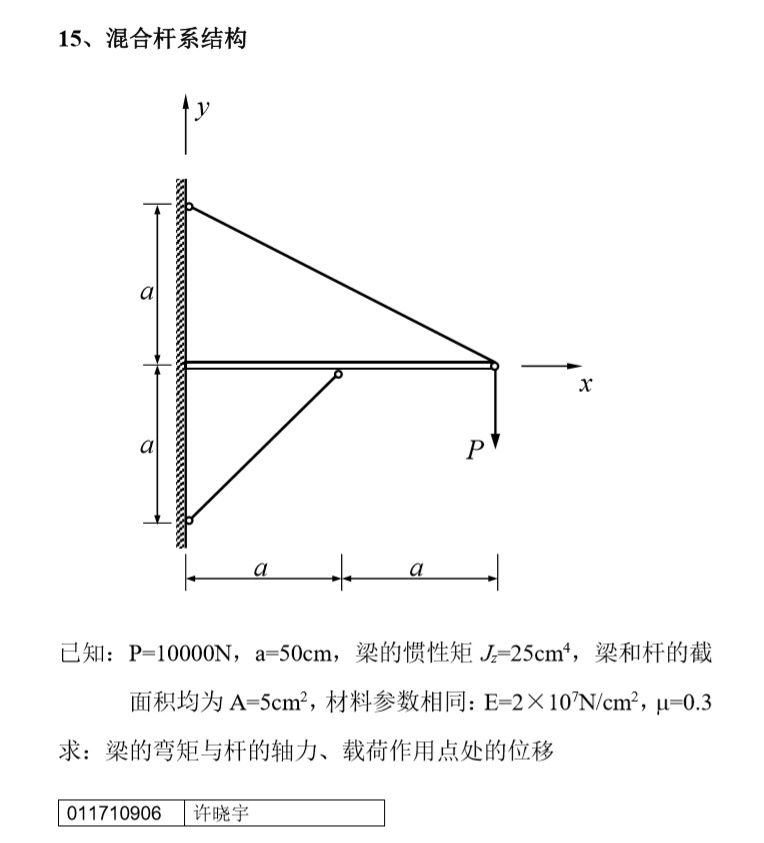 15、混合杆系结构
y
a
x
a
P
a
a
已知：P=10000N，a=50cm，梁的惯性矩 Jz=25cm⁴，梁和杆的截
面积均为 A=5cm²，材料参数相同：E=2×10⁷N/cm²，μ=0.3
求：梁的弯矩与杆的轴力、载荷作用点处的位移
011710906 许晓宇